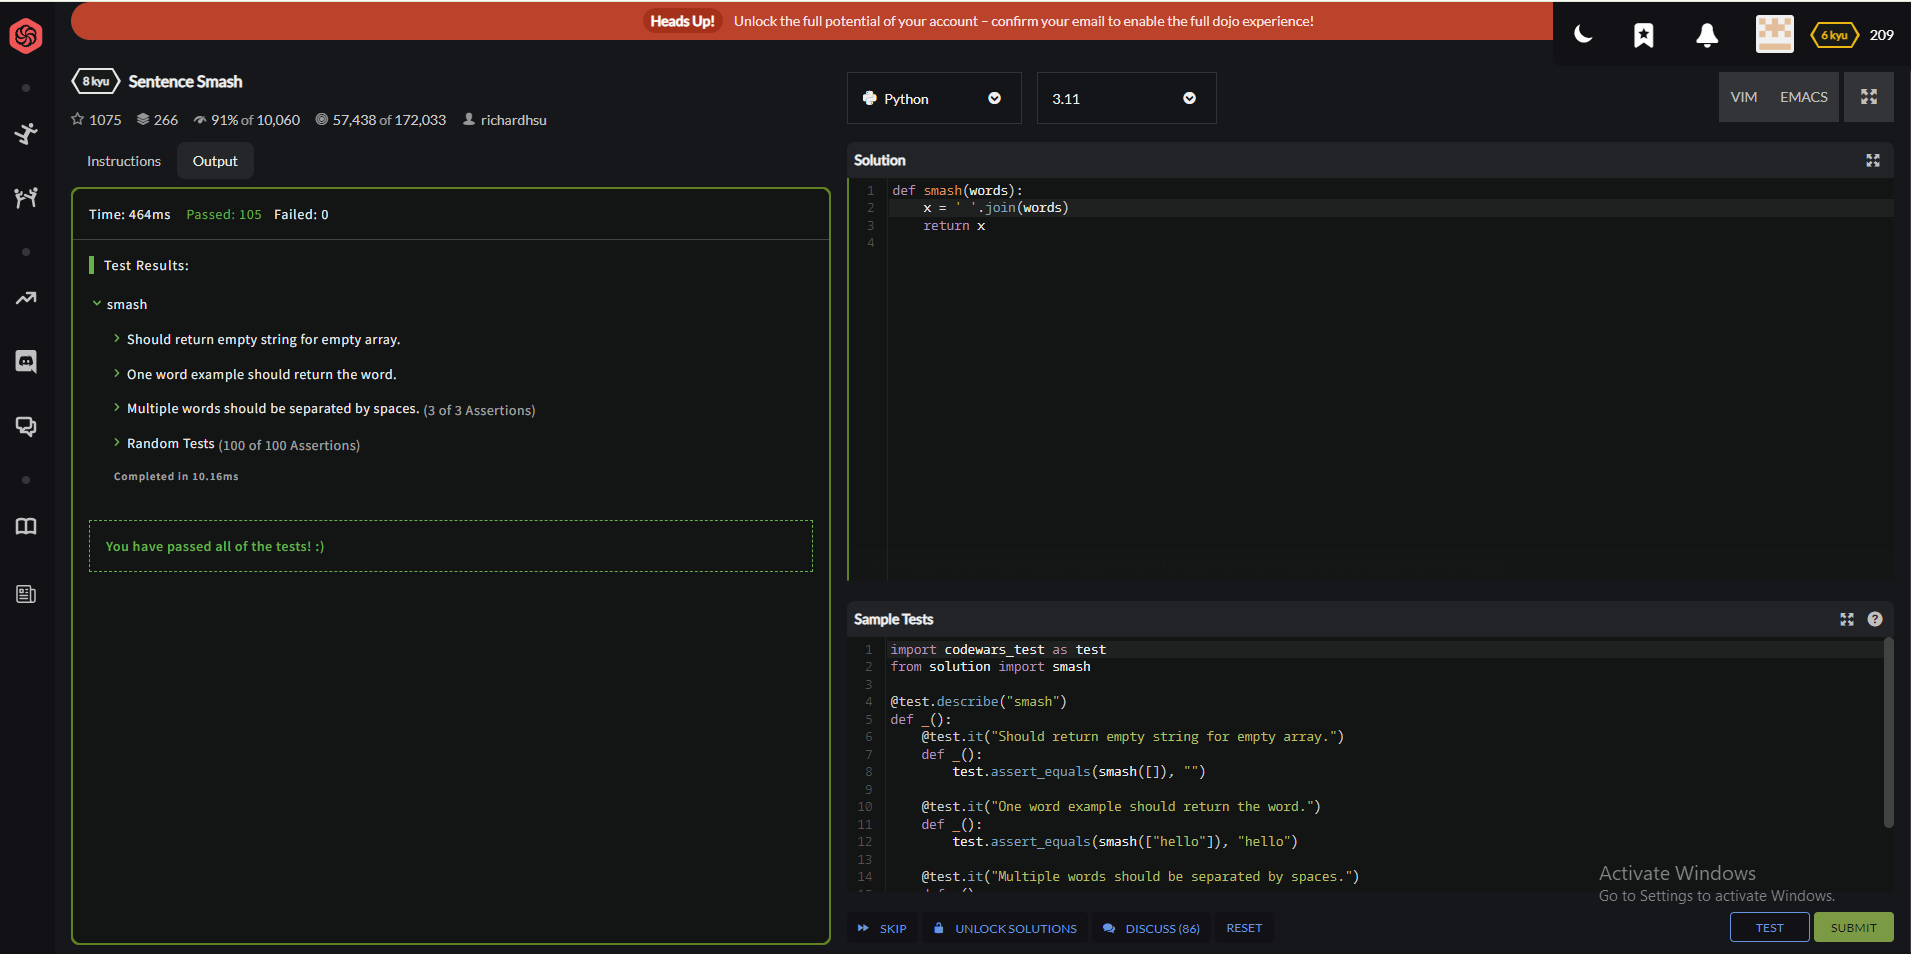 Heads Up! Unlock the full potential of your account – confirm your email to enable the full dojo experience!
6 kyu 209
8 kyu Sentence Smash
1075 266 91% of 10,060 57,438 of 172,033 richardhsu
Instructions Output
Time: 464ms Passed: 105 Failed: 0
Test Results:
smash
Should return empty string for empty array.
One word example should return the word.
Multiple words should be separated by spaces. (3 of 3 Assertions)
Random Tests (100 of 100 Assertions)
Completed in 10.16ms
You have passed all of the tests! :)
Python 3.11 VIM EMACS
Solution
1 def smash(words):
2     x = ' '.join(words)
3     return x
4
Sample Tests
1 import codewars_test as test
2 from solution import smash
3
4 @test.describe("smash")
5 def _():
6     @test.it("Should return empty string for empty array.")
7     def _():
8         test.assert_equals(smash([]), "")
9
10     @test.it("One word example should return the word.")
11     def _():
12         test.assert_equals(smash(["hello"]), "hello")
13
14     @test.it("Multiple words should be separated by spaces.")
Activate Windows
Go to Settings to activate Windows.
SKIP UNLOCK SOLUTIONS DISCUSS (86) RESET TEST SUBMIT